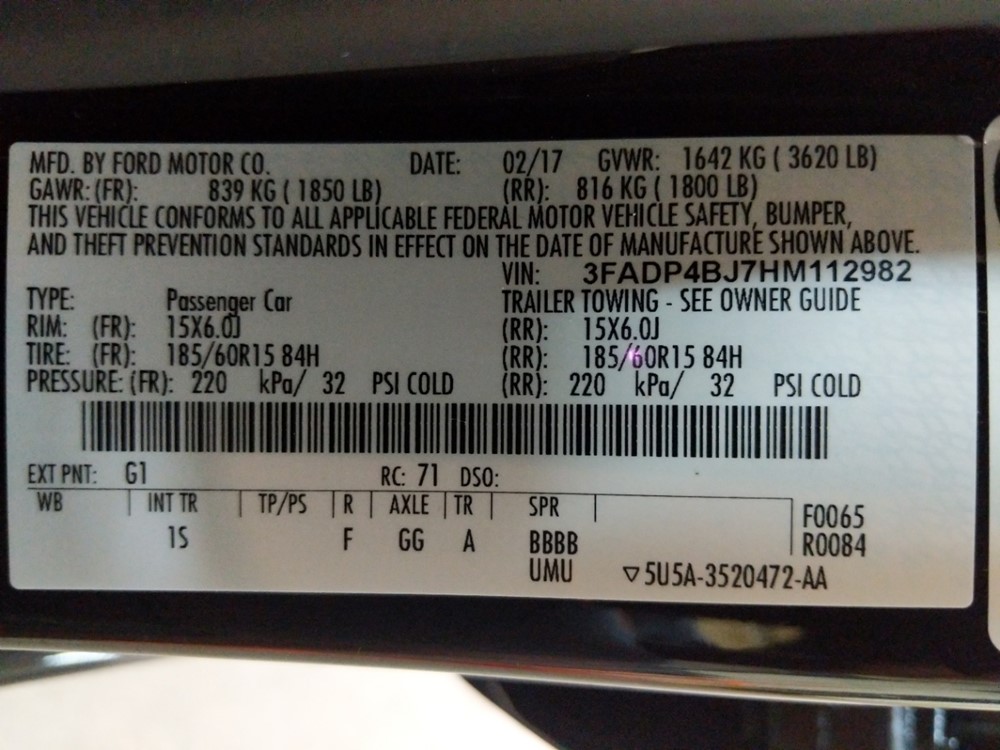 MFD. BY FORD MOTOR CO. DATE: 02/17 GVWR: 1642 KG ( 3620 LB)
GAWR: (FR): 839 KG ( 1850 LB) (RR): 816 KG ( 1800 LB)
THIS VEHICLE CONFORMS TO ALL APPLICABLE FEDERAL MOTOR VEHICLE SAFETY, BUMPER,
AND THEFT PREVENTION STANDARDS IN EFFECT ON THE DATE OF MANUFACTURE SHOWN ABOVE.
VIN: 3FADP4BJ7HM112982
TYPE: Passenger Car TRAILER TOWING - SEE OWNER GUIDE
RIM: (FR): 15X6.0J (RR): 15X6.0J
TIRE: (FR): 185/60R15 84H (RR): 185/60R15 84H
PRESSURE: (FR): 220 kPa/ 32 PSI COLD (RR): 220 kPa/ 32 PSI COLD
EXT PNT: G1 RC: 71 DSO:
WB INT TR TP/PS R AXLE TR SPR F0065
1S F GG A BBBB R0084
UMU ▽5U5A-3520472-AA